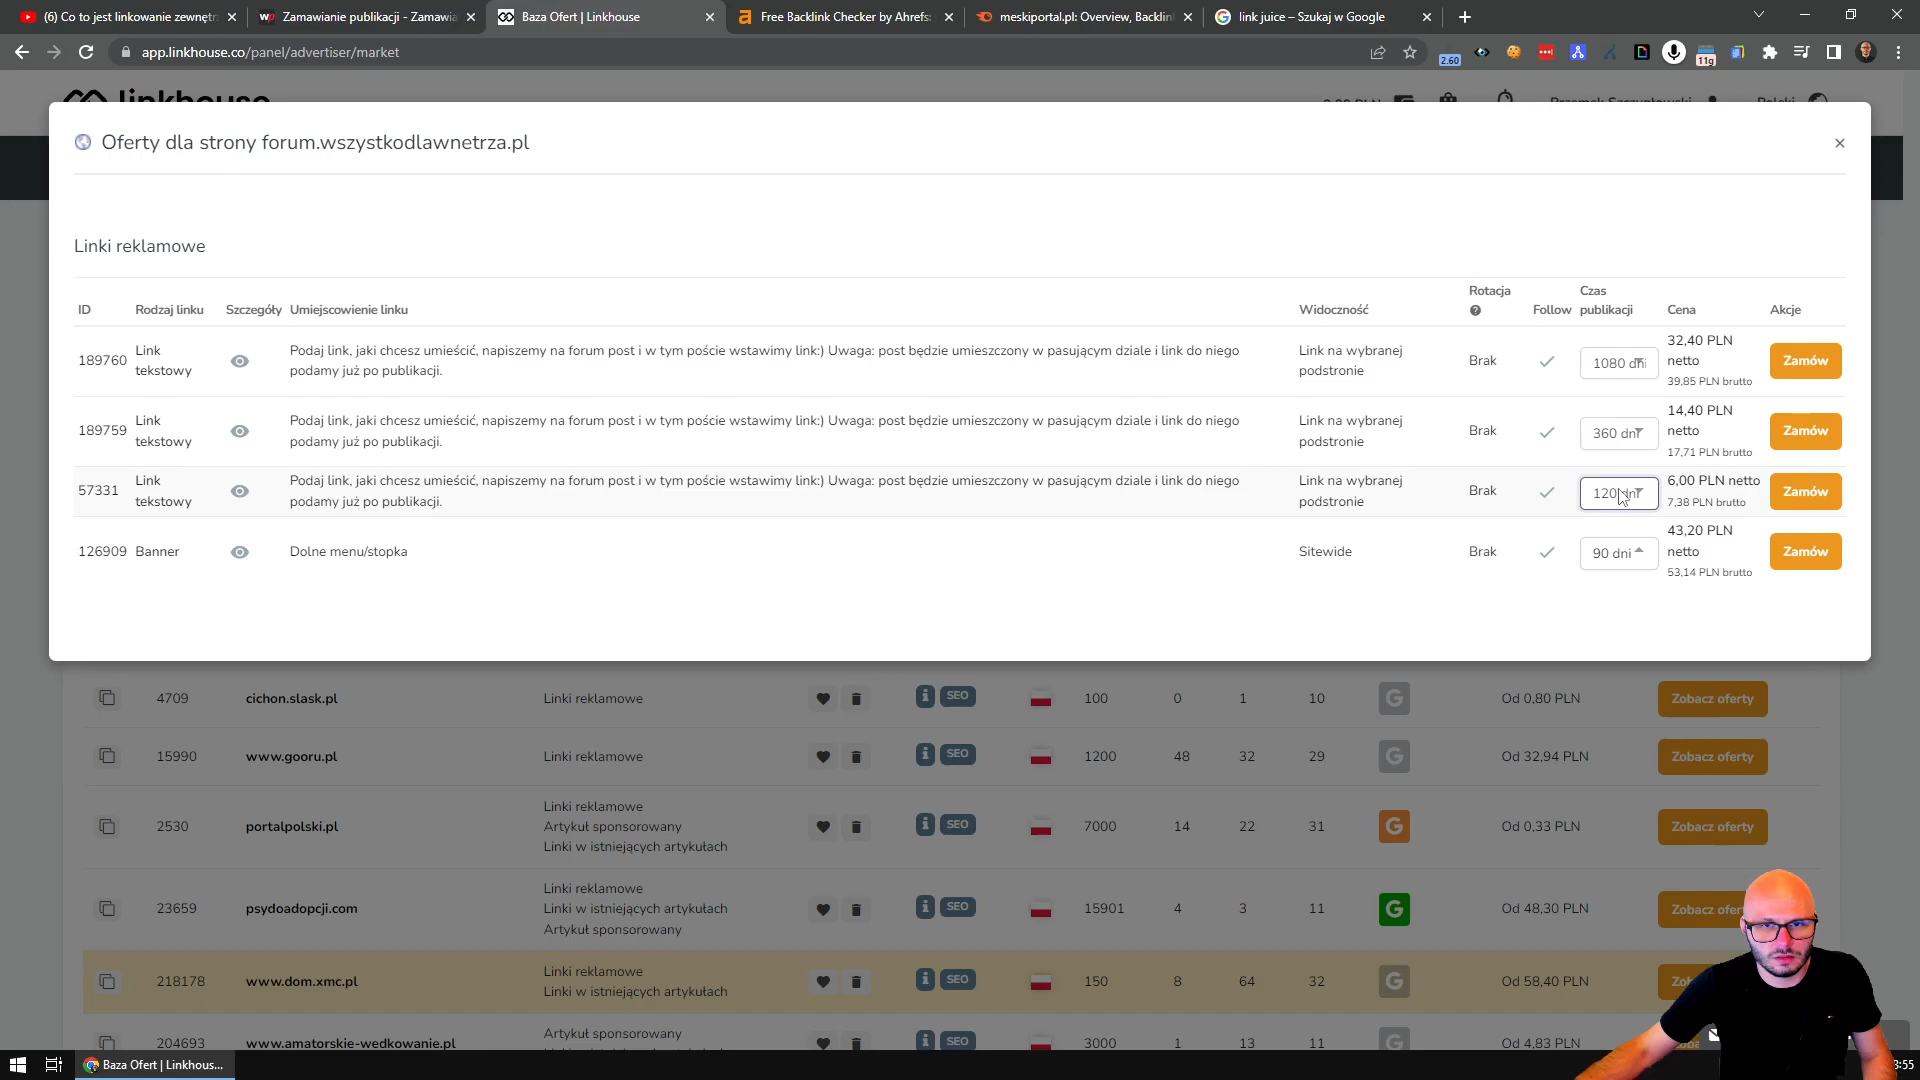 (6) Co to jest linkowanie zewnętrz
Zamawianie publikacji - Zamawia
Baza Ofert | Linkhouse
Free Backlink Checker by Ahrefs:
meskiportal.pl: Overview, Backlin
link juice – Szukaj w Google
app.linkhouse.co/panel/advertiser/market
2.60
11g
linkhouse
Oferty dla strony forum.wszystkodlawnetrza.pl
Linki reklamowe
ID Rodzaj linku Szczegóły Umiejscowienie linku Widoczność Rotacja Follow Czas publikacji Cena Akcje
189760 Link tekstowy Podaj link, jaki chcesz umieścić, napiszemy na forum post i w tym poście wstawimy link:) Uwaga: post będzie umieszczony w pasującym dziale i link do niego podamy już po publikacji. Link na wybranej podstronie Brak 1080 dni 32,40 PLN netto 39,85 PLN brutto Zamów
189759 Link tekstowy Podaj link, jaki chcesz umieścić, napiszemy na forum post i w tym poście wstawimy link:) Uwaga: post będzie umieszczony w pasującym dziale i link do niego podamy już po publikacji. Link na wybranej podstronie Brak 360 dni 14,40 PLN netto 17,71 PLN brutto Zamów
57331 Link tekstowy Podaj link, jaki chcesz umieścić, napiszemy na forum post i w tym poście wstawimy link:) Uwaga: post będzie umieszczony w pasującym dziale i link do niego podamy już po publikacji. Link na wybranej podstronie Brak 120 dni 6,00 PLN netto 7,38 PLN brutto Zamów
126909 Banner Dolne menu/stopka Sitewide Brak 90 dni 43,20 PLN netto 53,14 PLN brutto Zamów
4709 cichon.slask.pl Linki reklamowe SEO 100 0 1 10 Od 0,80 PLN Zobacz oferty
15990 www.gooru.pl Linki reklamowe SEO 1200 48 32 29 Od 32,94 PLN Zobacz oferty
2530 portalpolski.pl Linki reklamowe Artykuł sponsorowany Linki w istniejących artykułach SEO 7000 14 22 31 Od 0,33 PLN Zobacz oferty
23659 psydoadopcji.com Linki reklamowe Linki w istniejących artykułach Artykuł sponsorowany SEO 15901 4 3 11 Od 48,30 PLN Zobacz ofer
218178 www.dom.xmc.pl Linki reklamowe Linki w istniejących artykułach SEO 150 8 64 32 Od 58,40 PLN
204693 www.amatorskie-wedkowanie.pl Artykuł sponsorowany SEO 3000 1 13 11 Od 4,83 PLN
Baza Ofert | Linkhous...
3:55